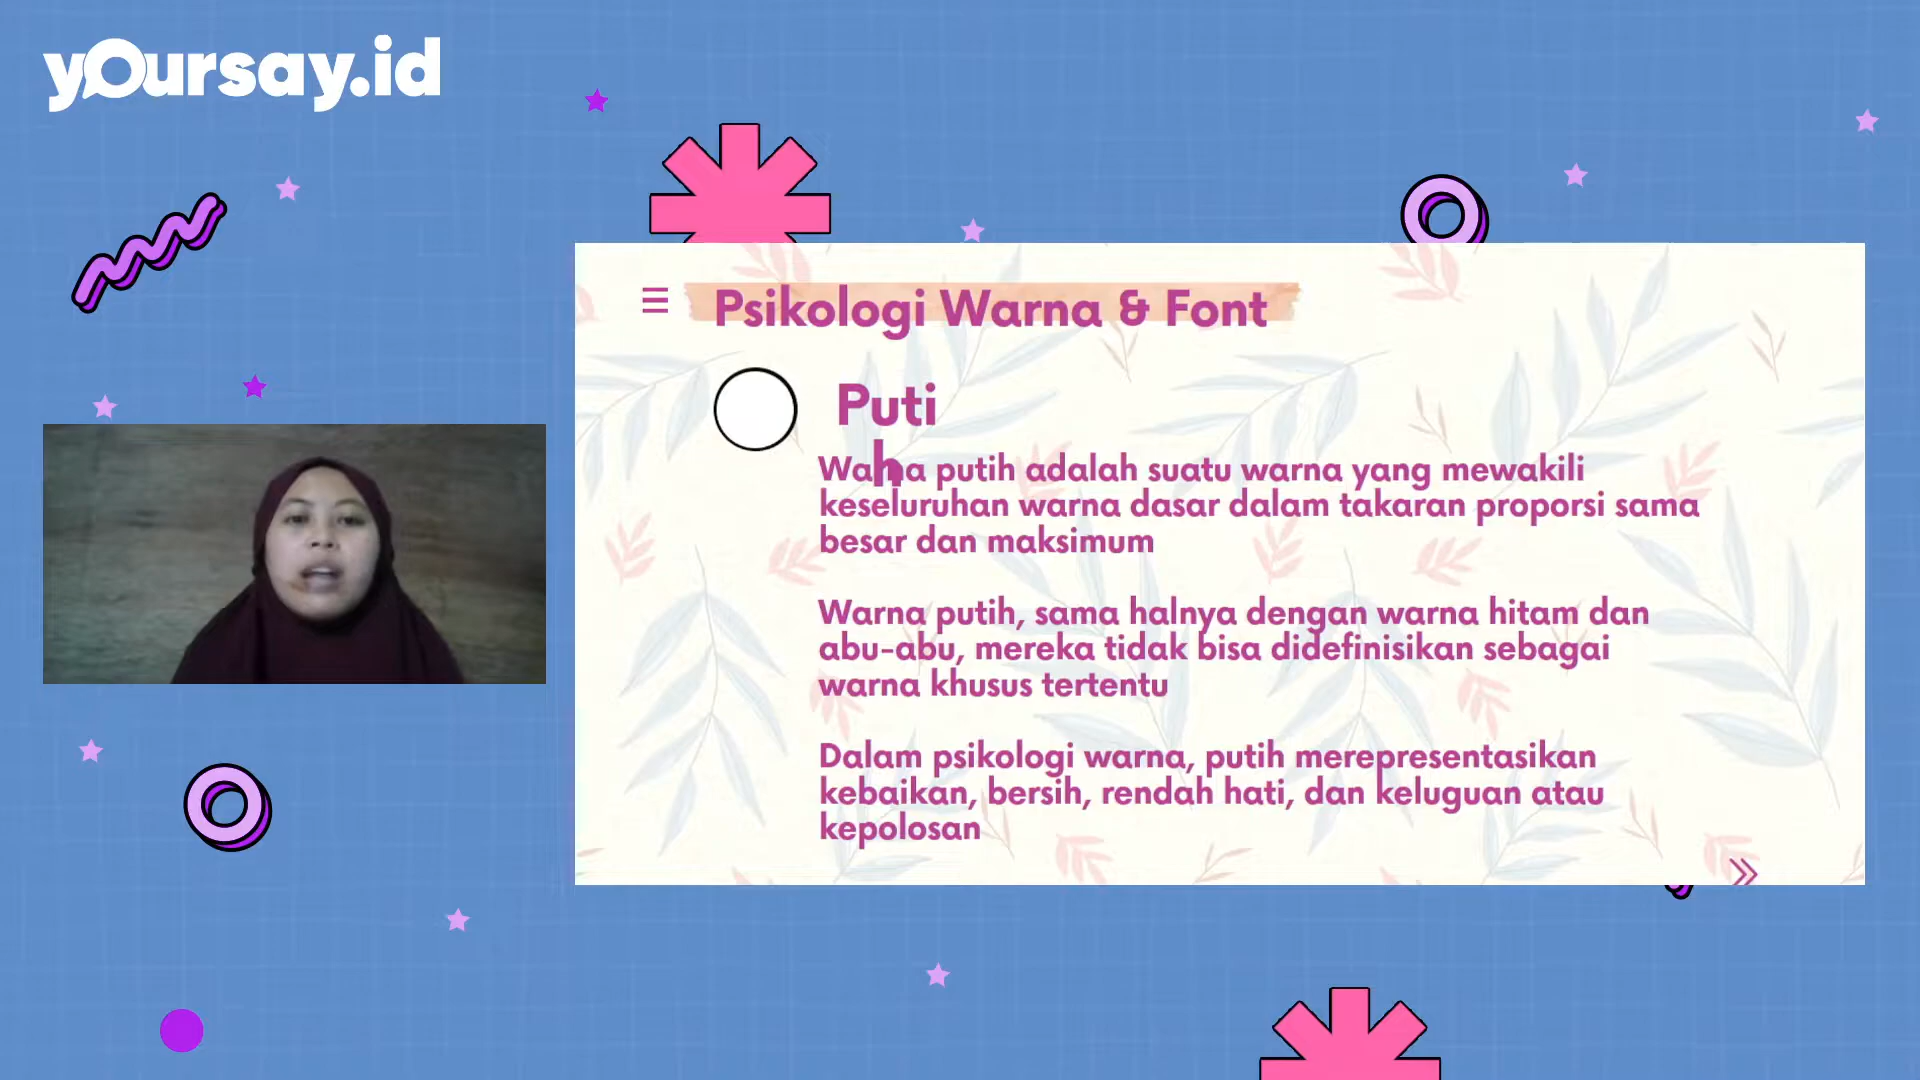 yoursay.id
Psikologi Warna & Font
Puti
h
Warna putih adalah suatu warna yang mewakili
keseluruhan warna dasar dalam takaran proporsi sama
besar dan maksimum
Warna putih, sama halnya dengan warna hitam dan
abu-abu, mereka tidak bisa didefinisikan sebagai
warna khusus tertentu
Dalam psikologi warna, putih merepresentasikan
kebaikan, bersih, rendah hati, dan keluguan atau
kepolosan